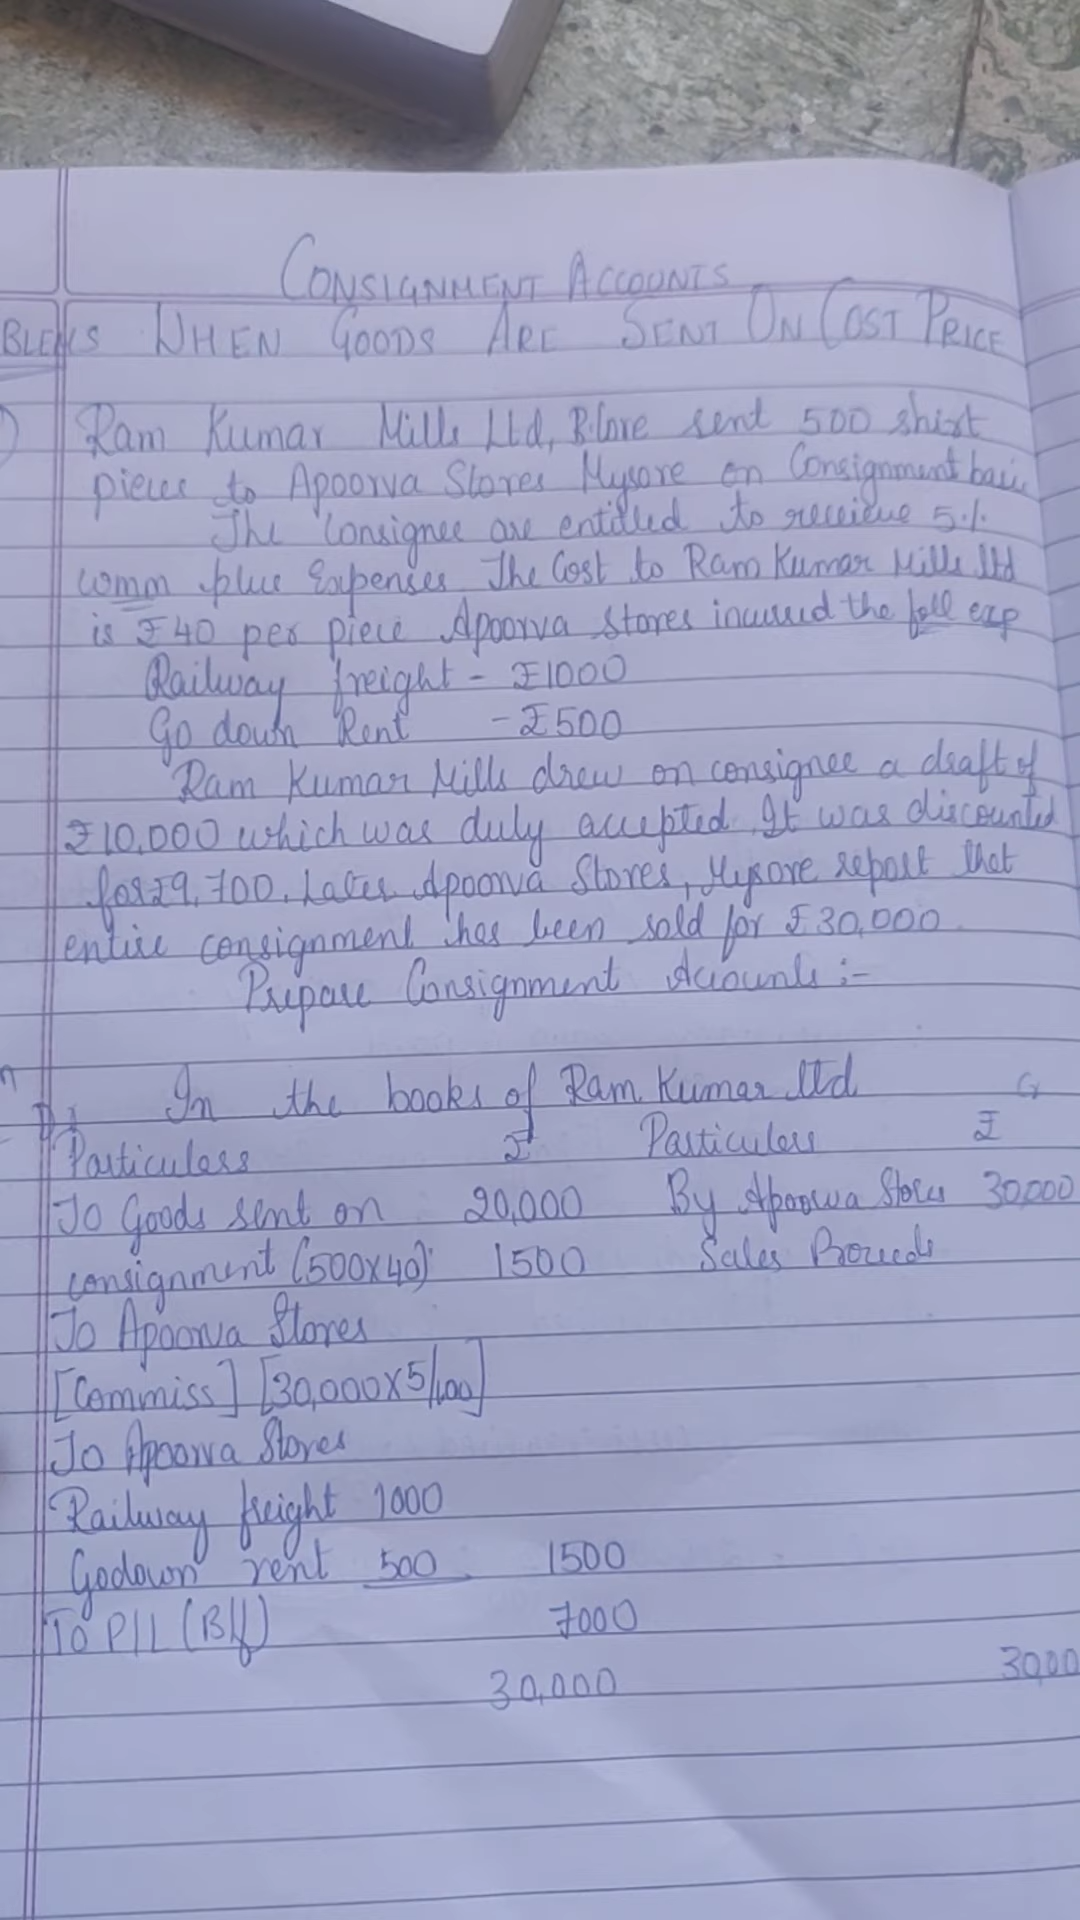 CONSIGNMENT ACCOUNTS
BLEMS WHEN GOODS ARE SENT ON COST PRICE
Ram Kumar Mills Ltd, B'lore sent 500 shirt
pieces to Apoorva Stores Mysore on Consignment basis
The Consignee are entitled to receieve 5%
comm plus Expenses. The Cost to Ram Kumar Mills ltd
is ₹40 per piece Apoorva stores incurred the foll exp
Railway freight - ₹1000
Go down Rent - ₹500
Ram Kumar Mills drew on consignee a draft of
₹10,000 which was duly accepted. It was discounted
for ₹9,700. Later Apoorva Stores, Mysore report that
entire consignment has been sold for ₹30,000
Prepare Consignment Accounts :-
In the books of Ram Kumar ltd
Dr Cr
Particulars ₹ Particulars ₹
To Goods sent on 20,000 By Apoorva Stores 30,000
consignment (500x40) 1500 Sales Proceeds
To Apoorva Stores
[Commiss] [30,000x5/100]
To Apoorva Stores
Railway freight 1000
Godown rent 500 1500
To P/L (B/f) 7000
30,000 3000